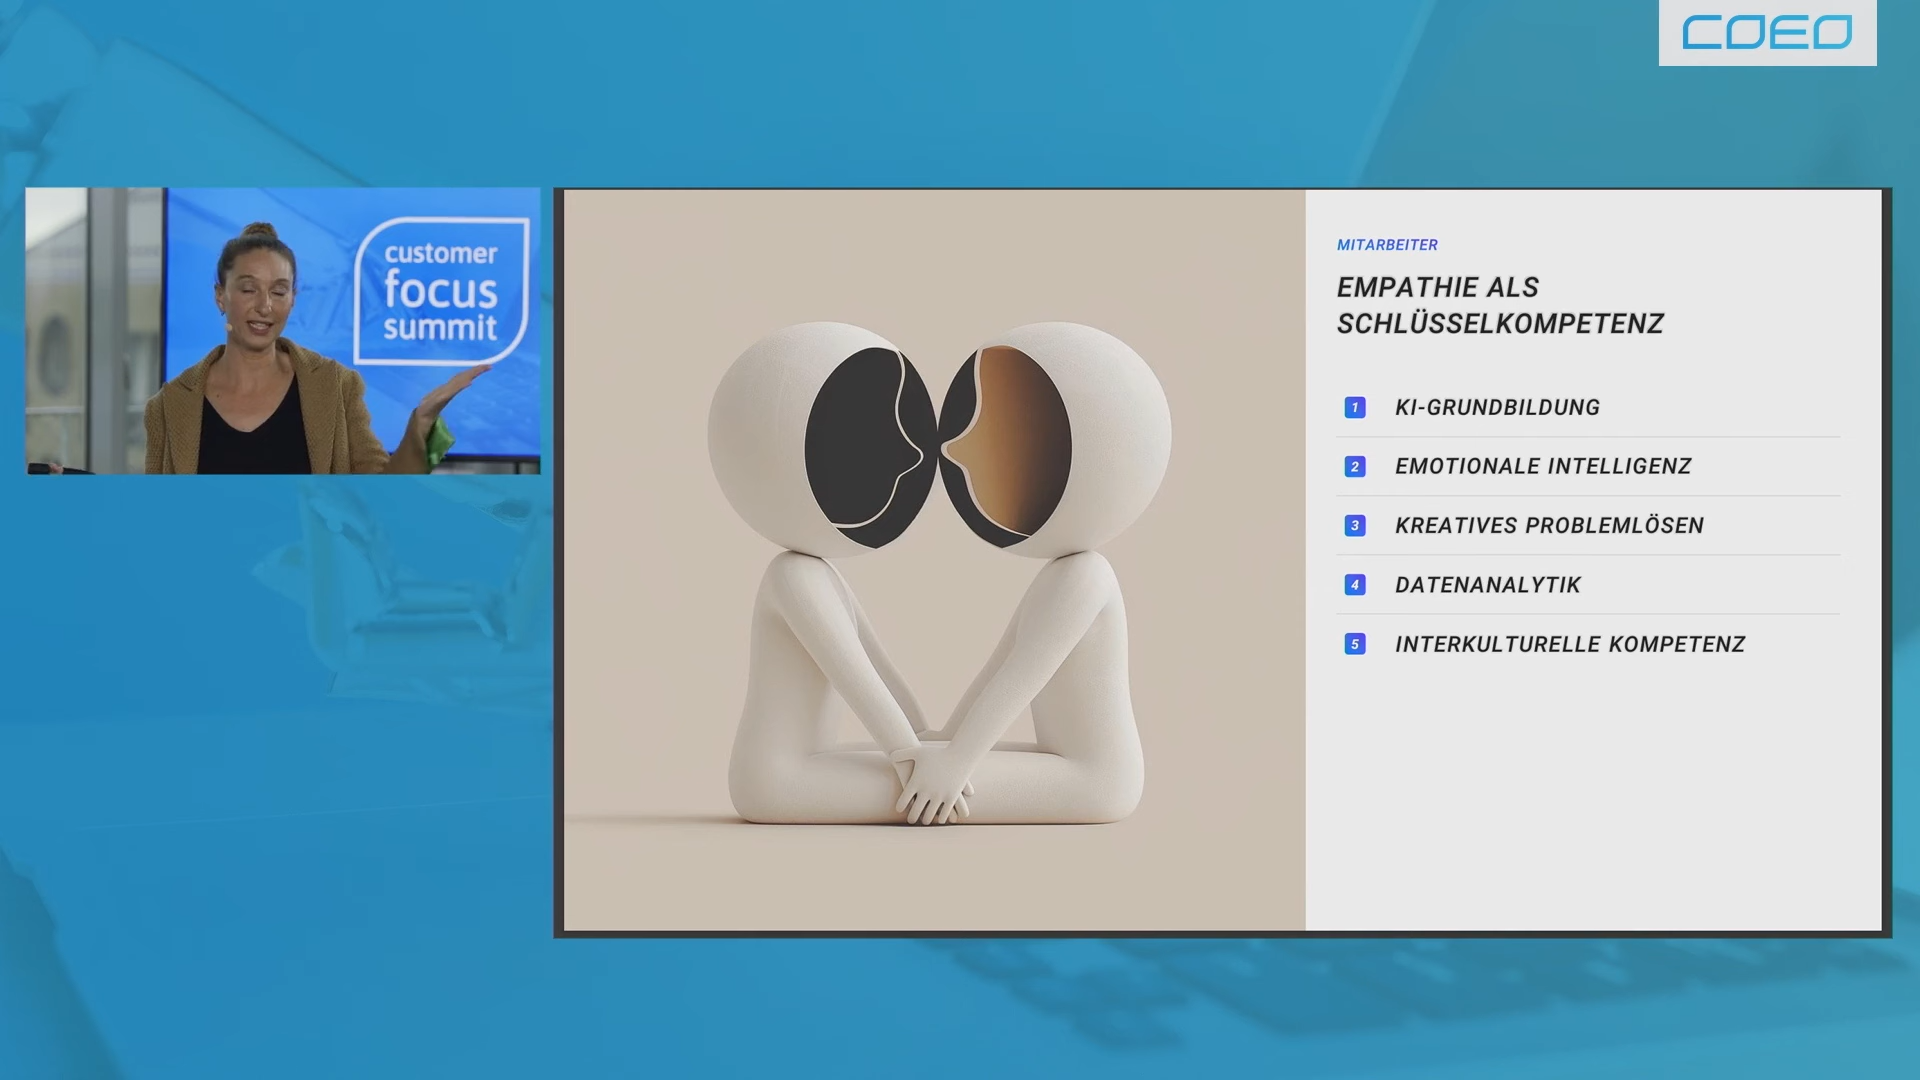 COEO
customer
focus
summit
MITARBEITER
EMPATHIE ALS
SCHLÜSSELKOMPETENZ
1 KI-GRUNDBILDUNG
2 EMOTIONALE INTELLIGENZ
3 KREATIVES PROBLEMLÖSEN
4 DATENANALYTIK
5 INTERKULTURELLE KOMPETENZ